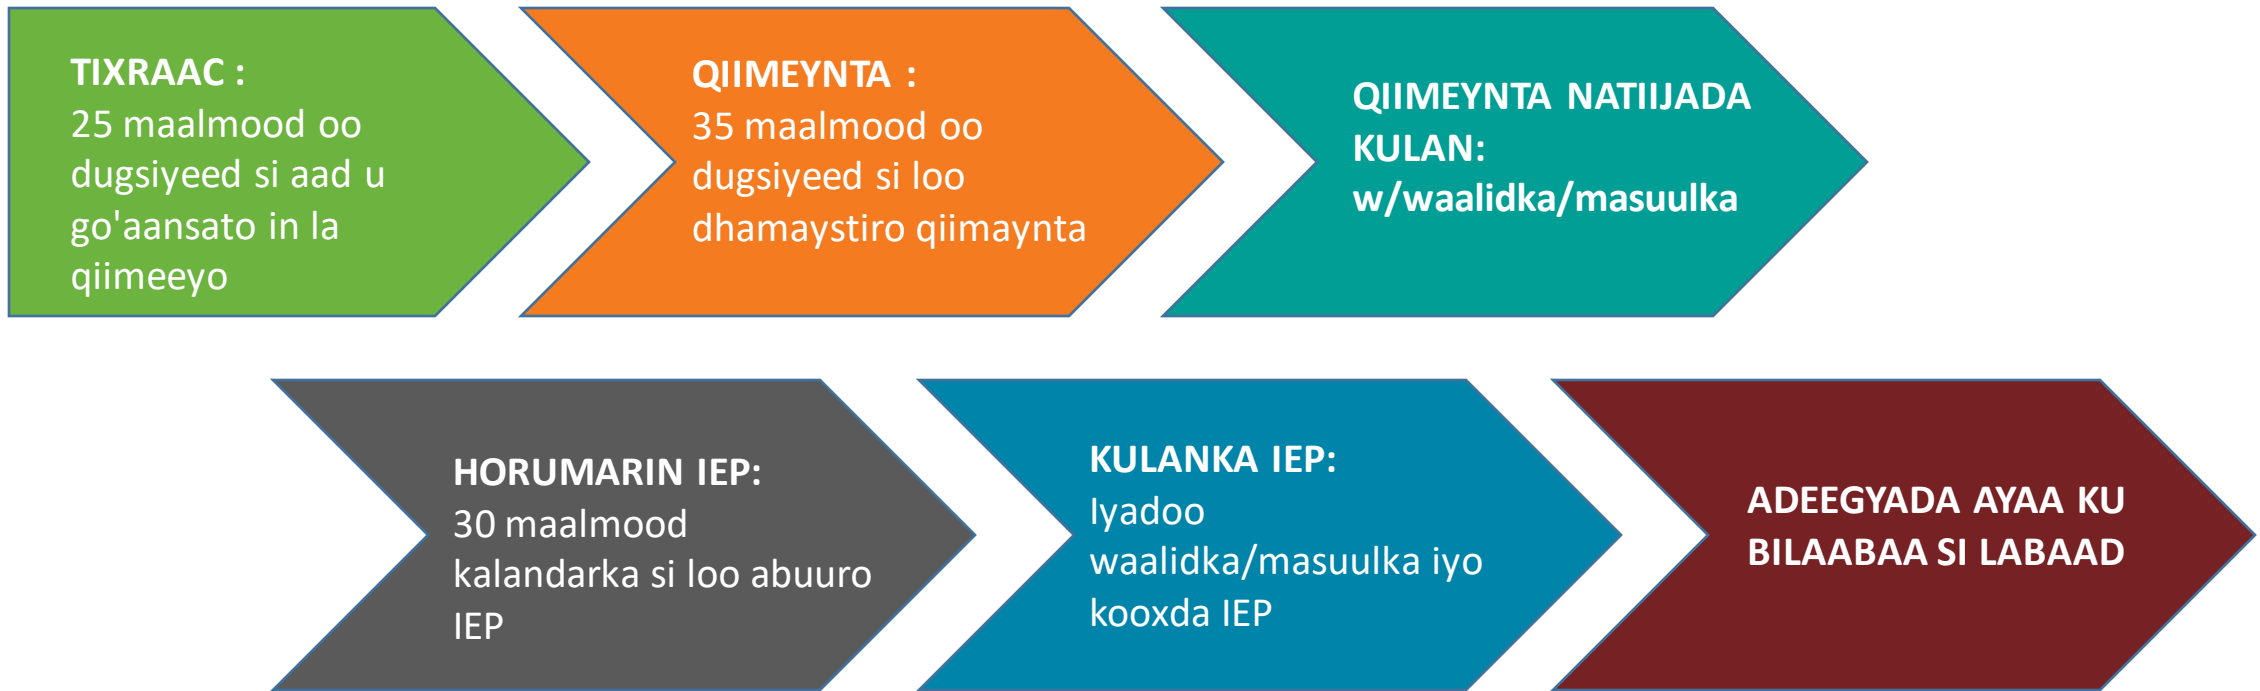 TIXRAAC :
25 maalmood oo
dugsiyeed si aad u
go'aansato in la
qiimeeyo
QIIMEYNTA :
35 maalmood oo
dugsiyeed si loo
dhamaystiro qiimaynta
QIIMEYNTA NATIIJADA
KULAN:
w/waalidka/masuulka
HORUMARIN IEP:
30 maalmood
kalandarka si loo abuuro
IEP
KULANKA IEP:
Iyadoo
waalidka/masuulka iyo
kooxda IEP
ADEEGYADA AYAA KU
BILAABAA SI LABAAD